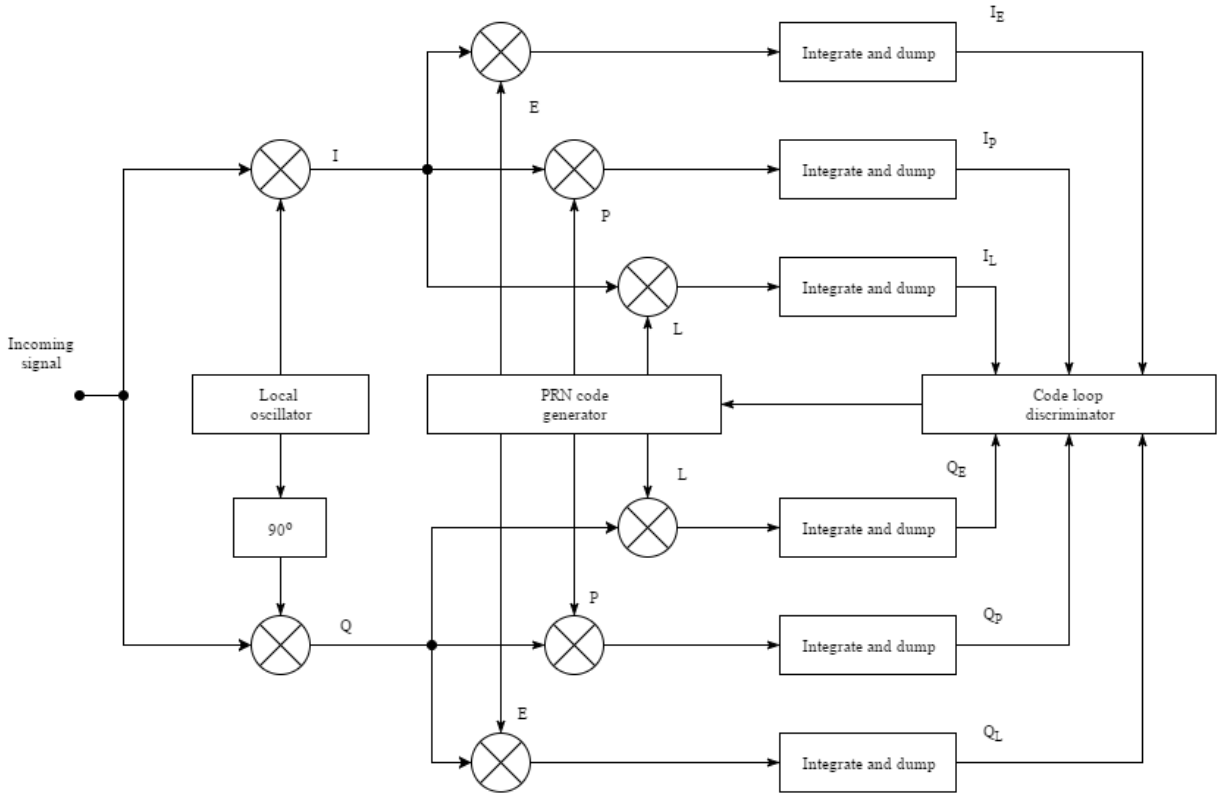 I_E
Integrate and dump
E
I
I_P
Integrate and dump
P
I_L
Integrate and dump
L
Incoming
signal
Local
oscillator
PRN code
generator
Code loop
discriminator
L
Q_E
90°
Integrate and dump
P
Q
Q_P
Integrate and dump
E
Q_L
Integrate and dump